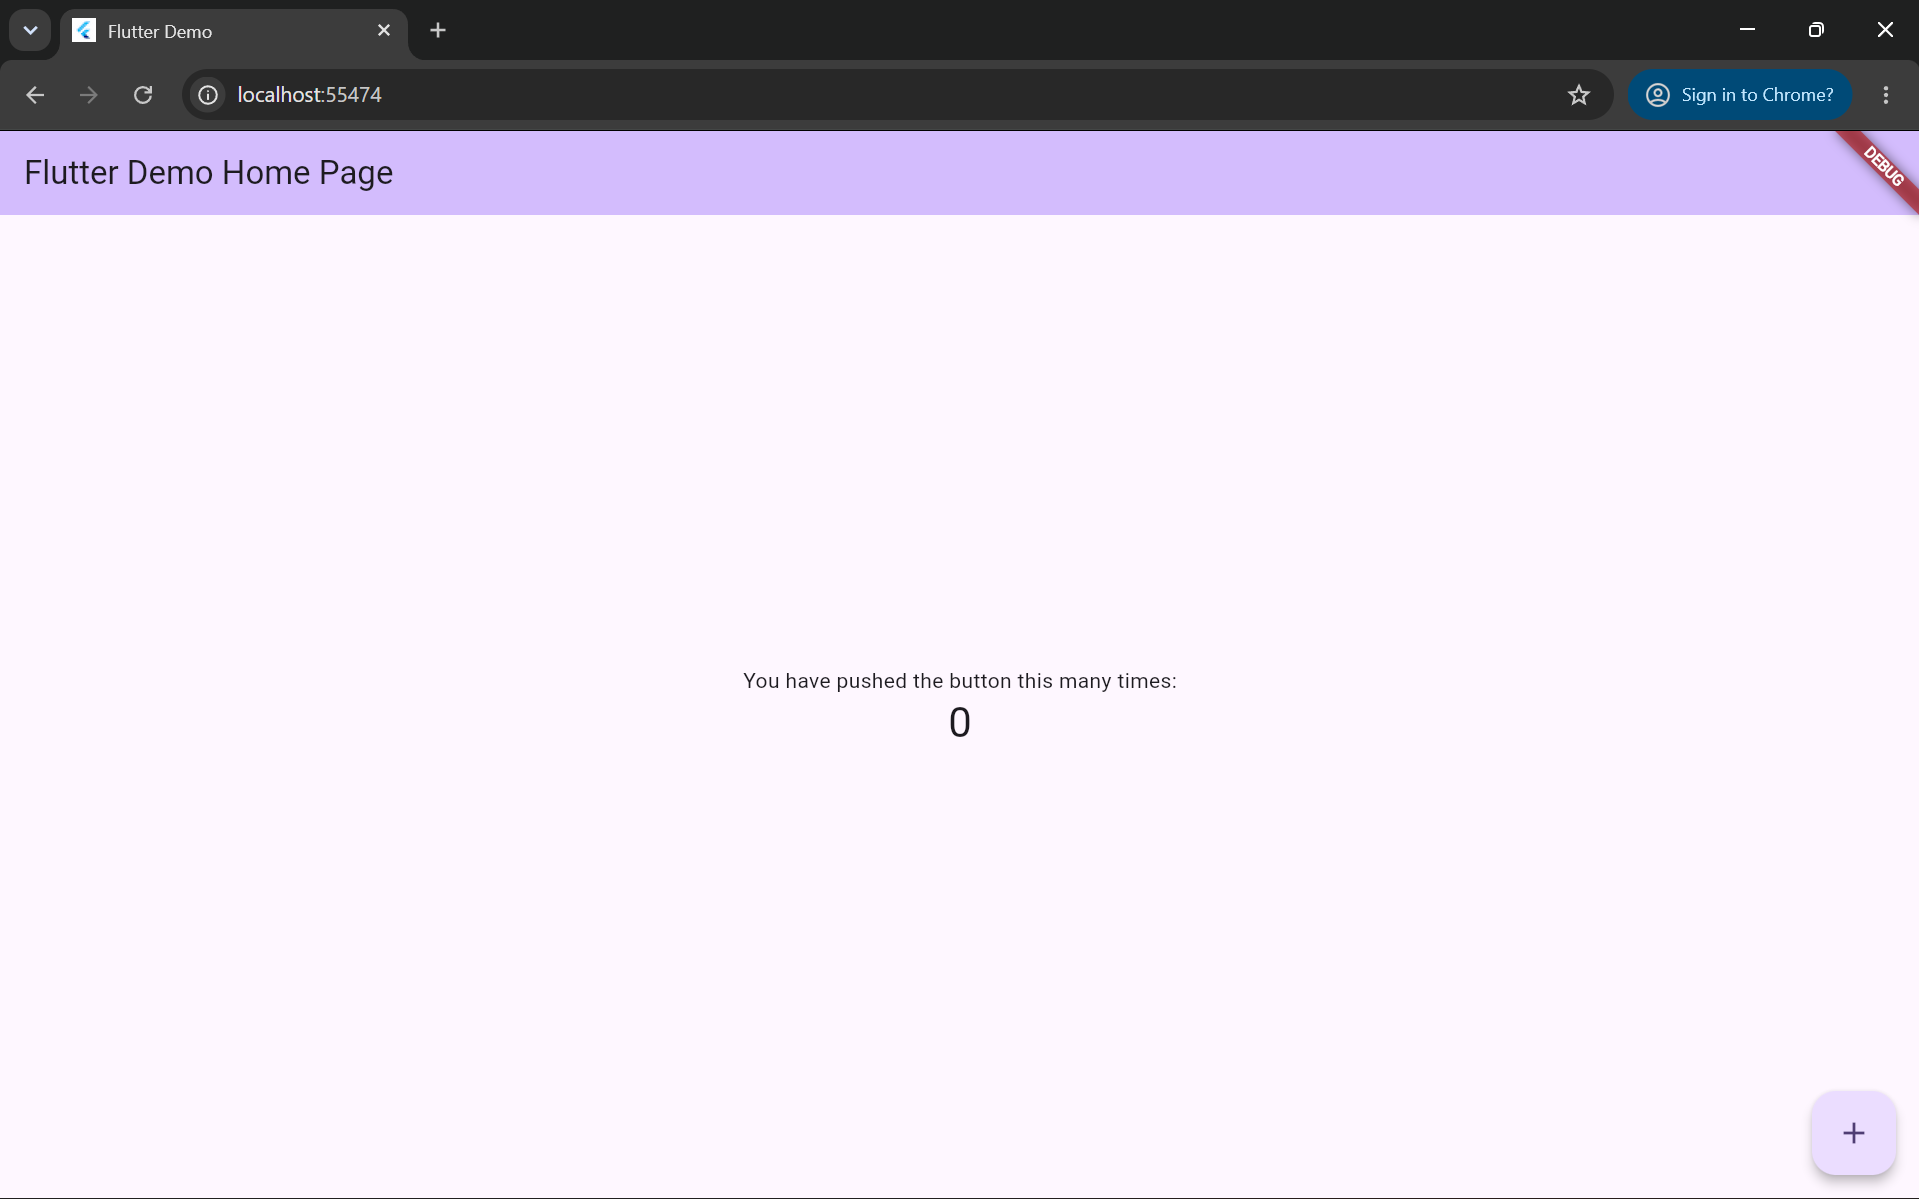 Flutter Demo
localhost:55474
Sign in to Chrome?
Flutter Demo Home Page
DEBUG
You have pushed the button this many times:
0